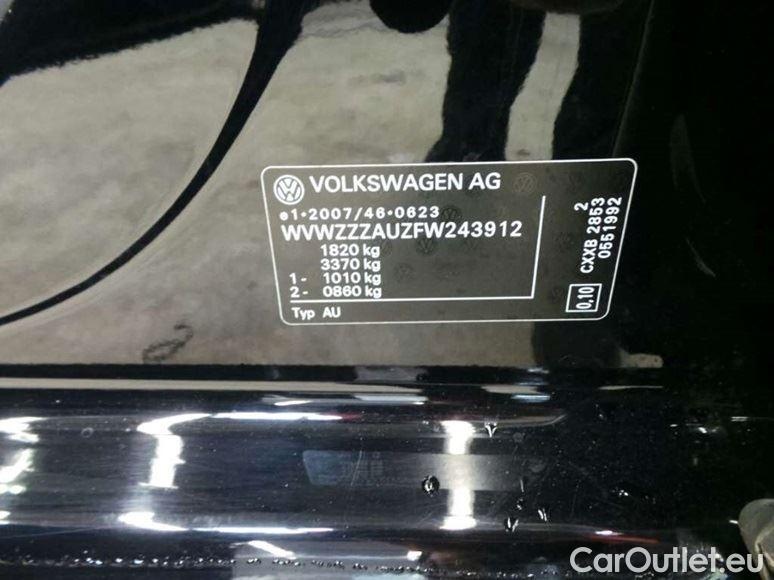 VOLKSWAGEN AG
e1*2007/46*0623
WVWZZZAUZFW243912
1820 kg
3370 kg
1- 1010 kg
2- 0860 kg
Typ AU
2
CXXB 2853
0551992
0,10
CarOutlet.eu